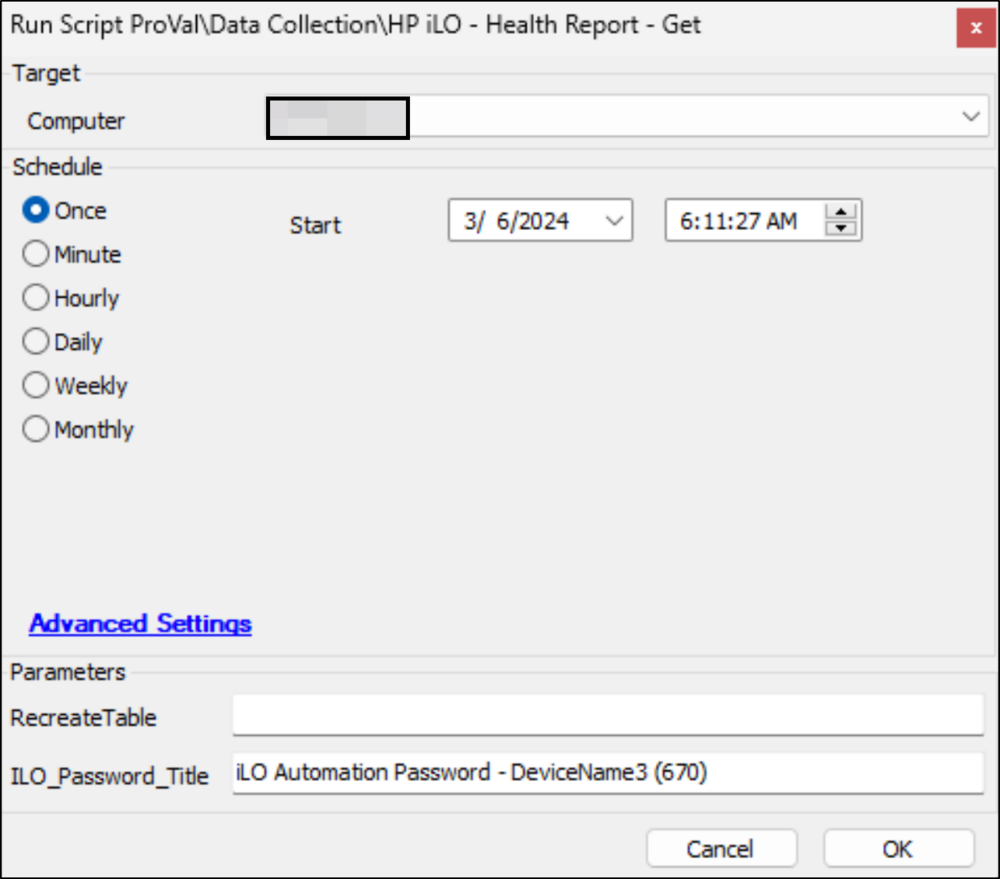 Run Script ProVal\Data Collection\HP iLO - Health Report - Get x
Target
Computer
Schedule
Once
Start 3/ 6/2024 6:11:27 AM
Minute
Hourly
Daily
Weekly
Monthly
Advanced Settings
Parameters
RecreateTable
ILO_Password_Title iLO Automation Password - DeviceName3 (670)
Cancel OK